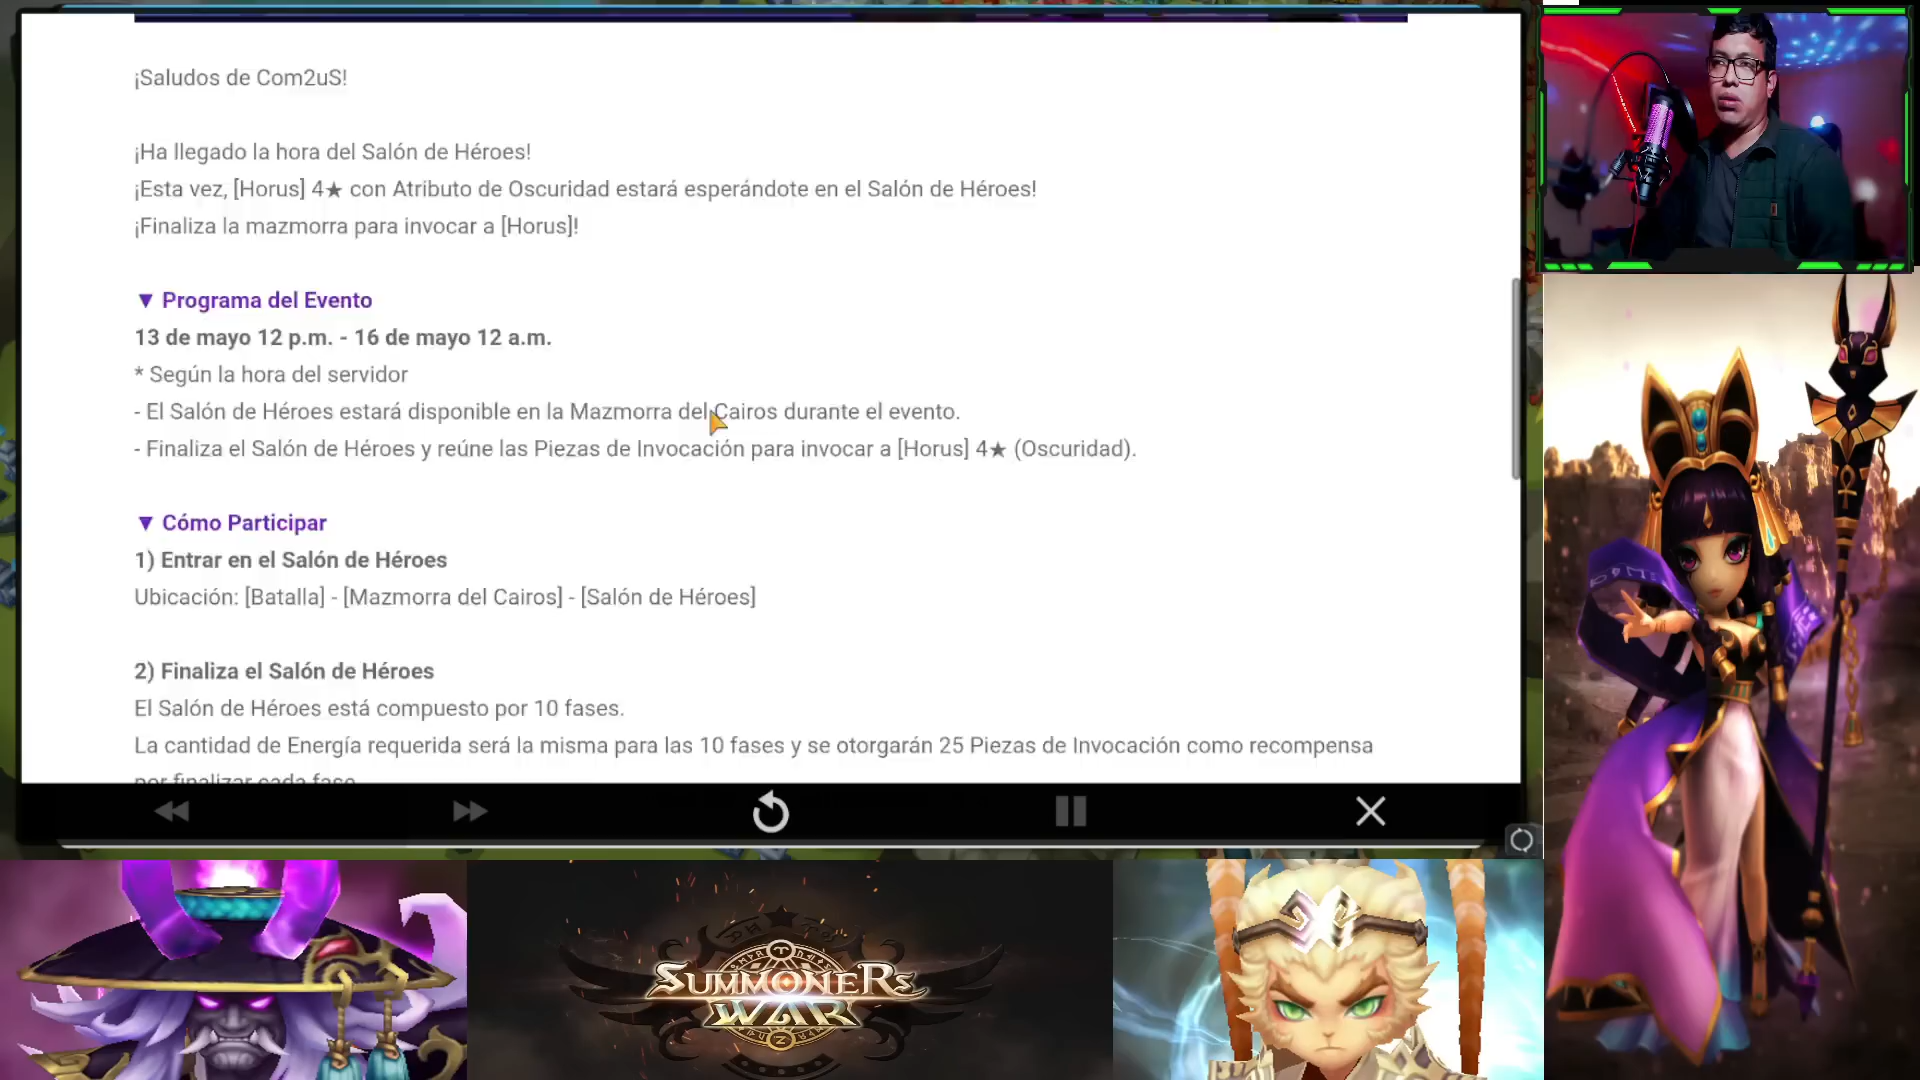 ¡Saludos de Com2uS!
¡Ha llegado la hora del Salón de Héroes!
¡Esta vez, [Horus] 4★ con Atributo de Oscuridad estará esperándote en el Salón de Héroes!
¡Finaliza la mazmorra para invocar a [Horus]!
▼ Programa del Evento
13 de mayo 12 p.m. - 16 de mayo 12 a.m.
* Según la hora del servidor
- El Salón de Héroes estará disponible en la Mazmorra del Cairos durante el evento.
- Finaliza el Salón de Héroes y reúne las Piezas de Invocación para invocar a [Horus] 4★ (Oscuridad).
▼ Cómo Participar
1) Entrar en el Salón de Héroes
Ubicación: [Batalla] - [Mazmorra del Cairos] - [Salón de Héroes]
2) Finaliza el Salón de Héroes
El Salón de Héroes está compuesto por 10 fases.
La cantidad de Energía requerida será la misma para las 10 fases y se otorgarán 25 Piezas de Invocación como recompensa
por finalizar cada fase
SUMMONERS
WAR